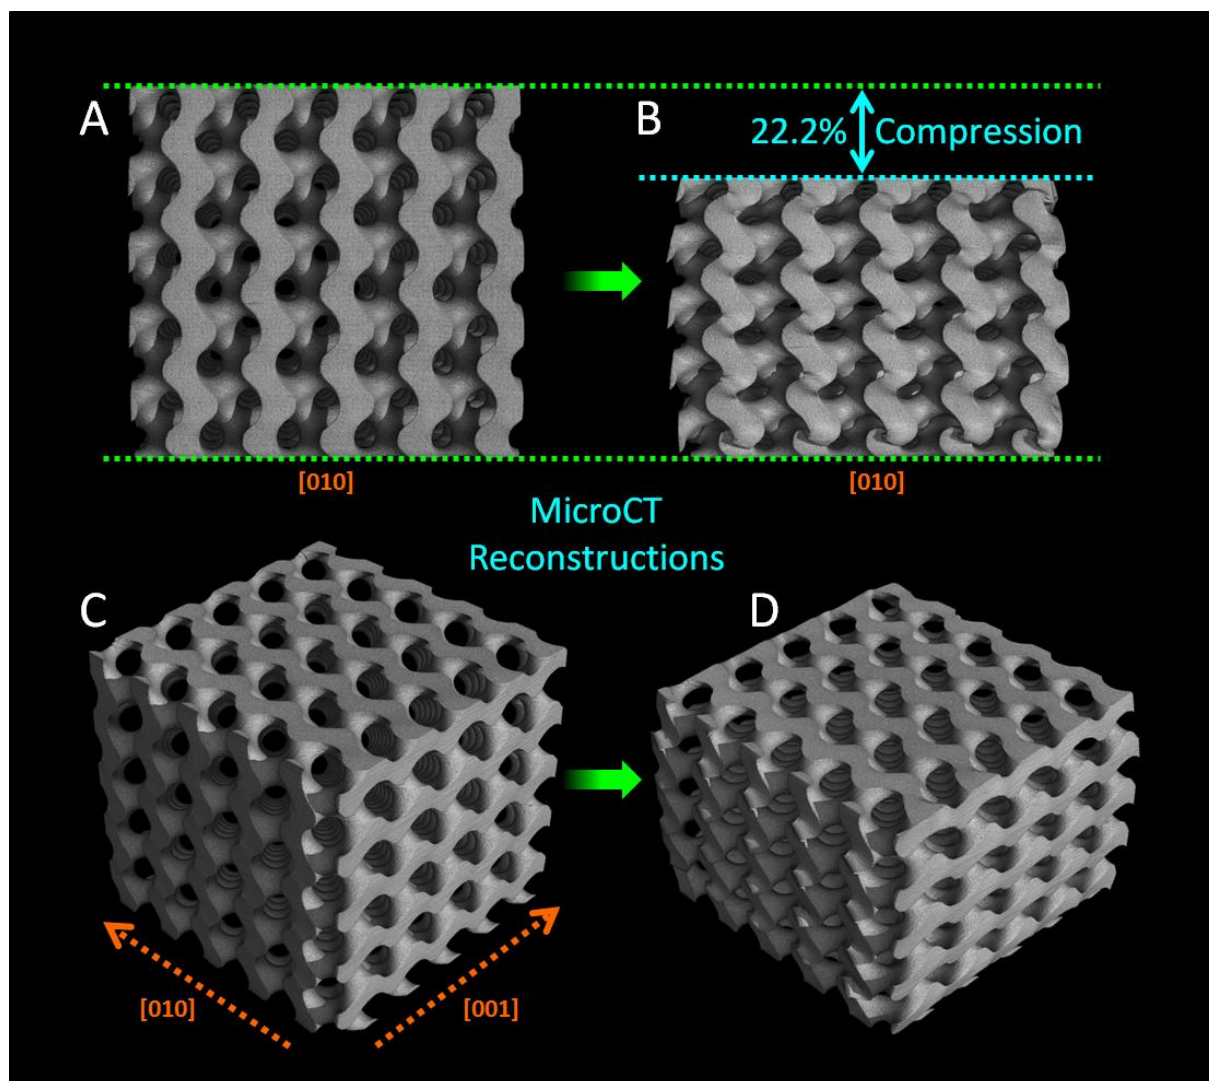 A
B
22.2% Compression
[010]
[010]
MicroCT
Reconstructions
C
D
[010]
[001]